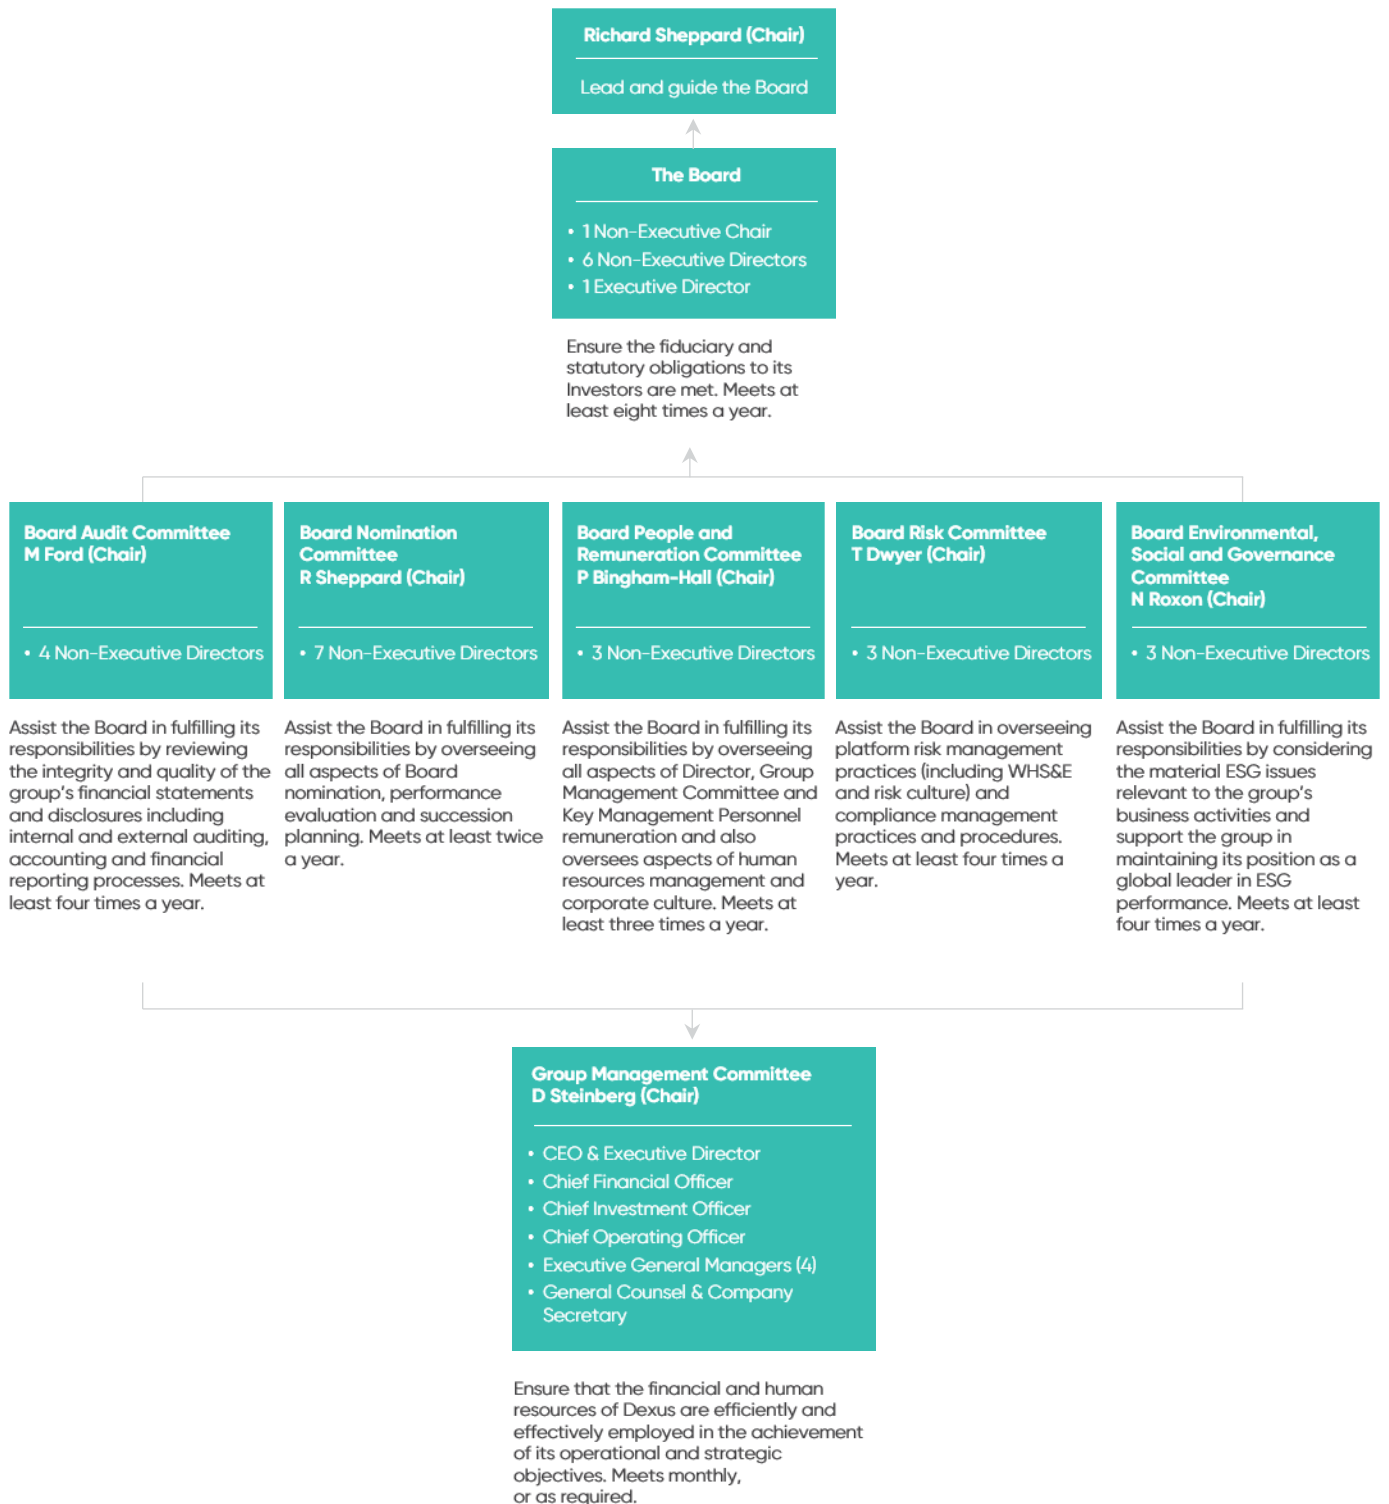 Richard Sheppard (Chair)
Lead and guide the Board
The Board
• 1 Non-Executive Chair
• 6 Non-Executive Directors
• 1 Executive Director
Ensure the fiduciary and
statutory obligations to its
Investors are met. Meets at
least eight times a year.
Board Audit Committee
M Ford (Chair)
• 4 Non-Executive Directors
Assist the Board in fulfilling its
responsibilities by reviewing
the integrity and quality of the
group's financial statements
and disclosures including
internal and external auditing,
accounting and financial
reporting processes. Meets at
least four times a year.
Board Nomination
Committee
R Sheppard (Chair)
• 7 Non-Executive Directors
Assist the Board in fulfilling its
responsibilities by overseeing
all aspects of Board
nomination, performance
evaluation and succession
planning. Meets at least twice
a year.
Board People and
Remuneration Committee
P Bingham-Hall (Chair)
• 3 Non-Executive Directors
Assist the Board in fulfilling its
responsibilities by overseeing
all aspects of Director, Group
Management Committee and
Key Management Personnel
remuneration and also
oversees aspects of human
resources management and
corporate culture. Meets at
least three times a year.
Board Risk Committee
T Dwyer (Chair)
• 3 Non-Executive Directors
Assist the Board in overseeing
platform risk management
practices (including WHS&E
and risk culture) and
compliance management
practices and procedures.
Meets at least four times a
year.
Board Environmental,
Social and Governance
Committee
N Roxon (Chair)
• 3 Non-Executive Directors
Assist the Board in fulfilling its
responsibilities by considering
the material ESG issues
relevant to the group's
business activities and
support the group in
maintaining its position as a
global leader in ESG
performance. Meets at least
four times a year.
Group Management Committee
D Steinberg (Chair)
• CEO & Executive Director
• Chief Financial Officer
• Chief Investment Officer
• Chief Operating Officer
• Executive General Managers (4)
• General Counsel & Company
Secretary
Ensure that the financial and human
resources of Dexus are efficiently and
effectively employed in the achievement
of its operational and strategic
objectives. Meets monthly,
or as required.